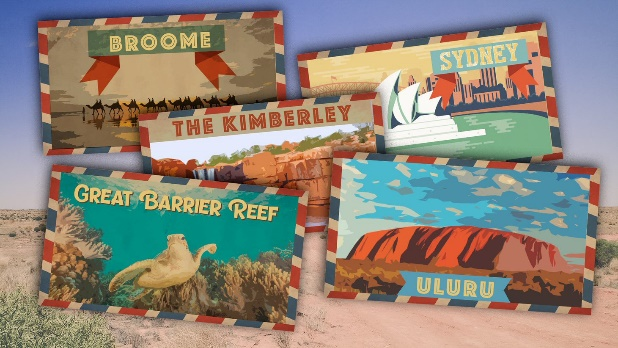 BROOME
SYDNEY
THE KIMBERLEY
GREAT BARRIER REEF
ULURU